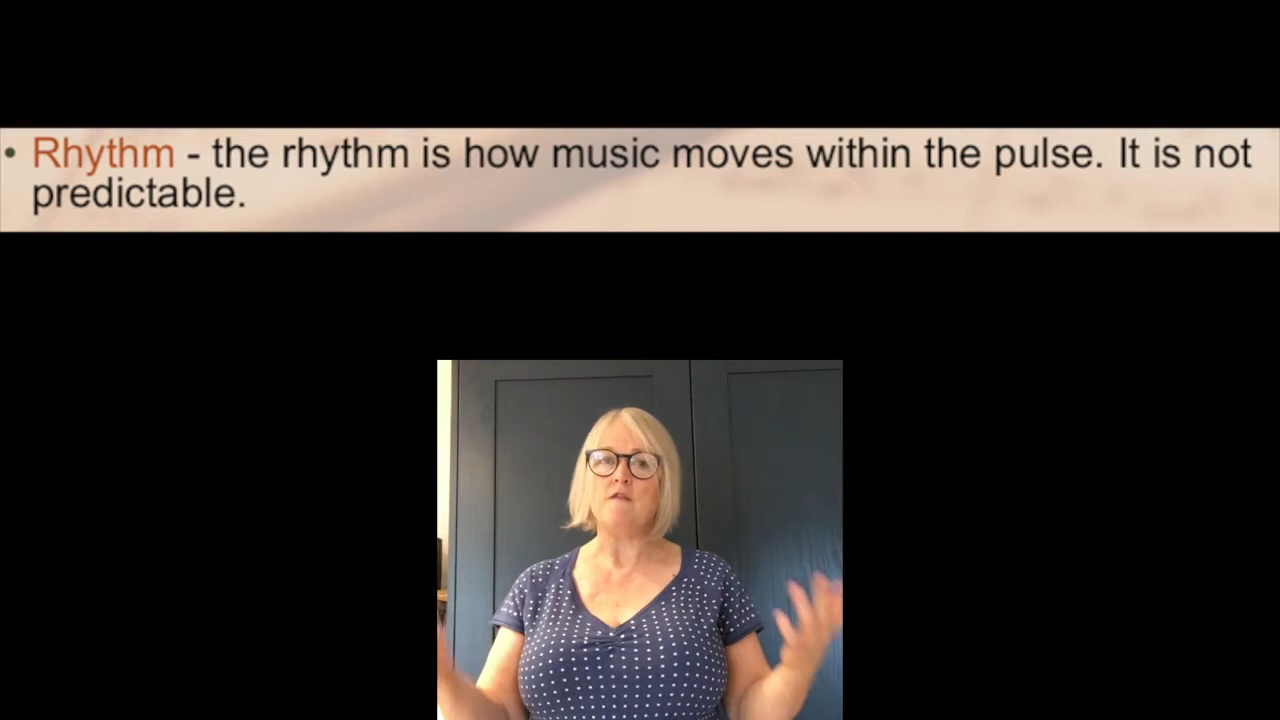 • Rhythm - the rhythm is how music moves within the pulse. It is not
predictable.